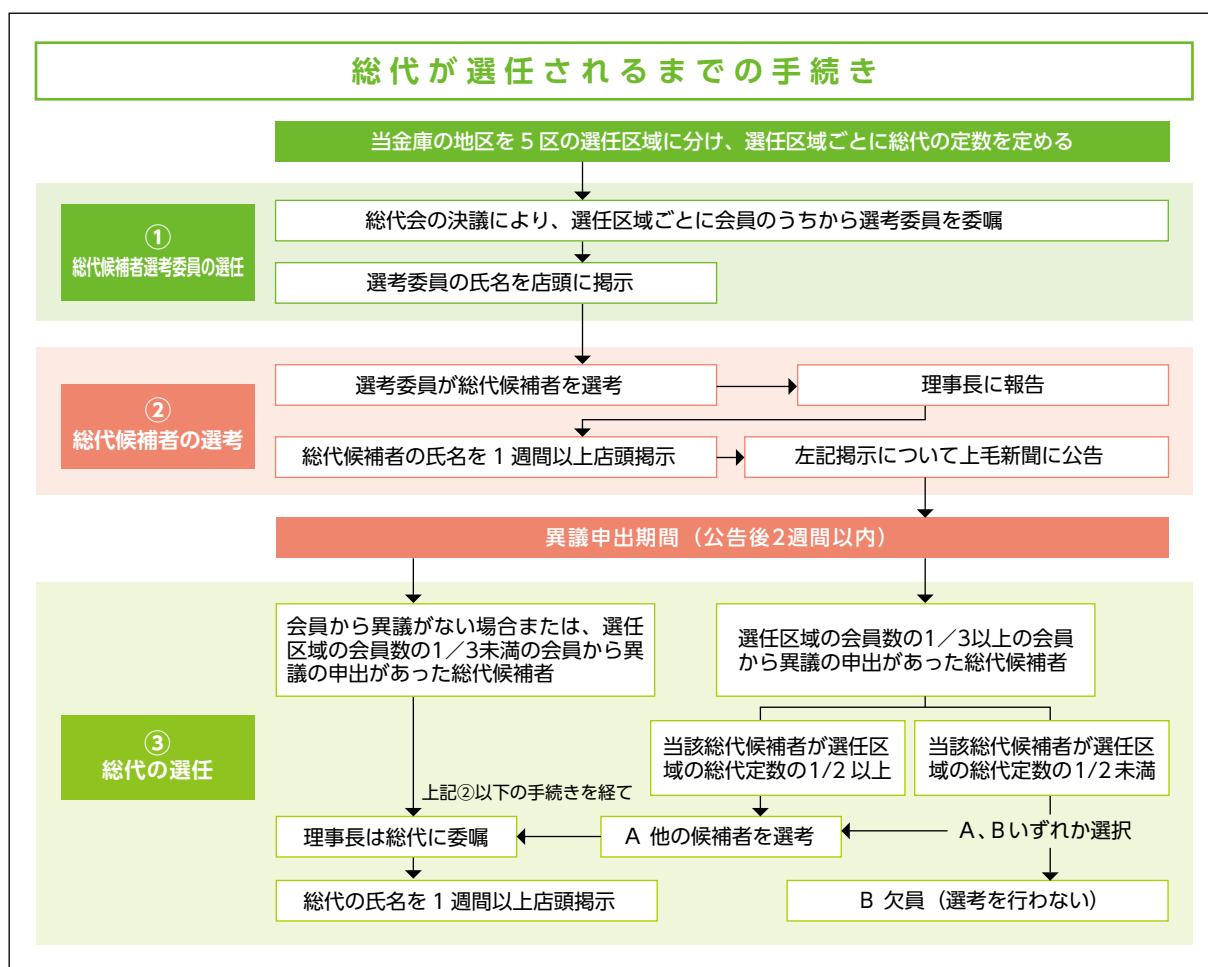 総代が選任されるまでの手続き
当金庫の地区を5区の選任区域に分け、選任区域ごとに総代の定数を定める
①
総代候補者選考委員の選任
総代会の決議により、選任区域ごとに会員のうちから選考委員を委嘱
選考委員の氏名を店頭に掲示
②
総代候補者の選考
選考委員が総代候補者を選考
理事長に報告
総代候補者の氏名を1週間以上店頭掲示
左記掲示について上毛新聞に公告
異議申出期間（公告後2週間以内）
③
総代の選任
会員から異議がない場合または、選任
区域の会員数の1／3未満の会員から異
議の申出があった総代候補者
選任区域の会員数の1／3以上の会員
から異議の申出があった総代候補者
当該総代候補者が選任区
域の総代定数の1/2以上
当該総代候補者が選任区
域の総代定数の1/2未満
上記②以下の手続きを経て
理事長は総代に委嘱
A 他の候補者を選考
A、Bいずれか選択
総代の氏名を1週間以上店頭掲示
B 欠員（選考を行わない）